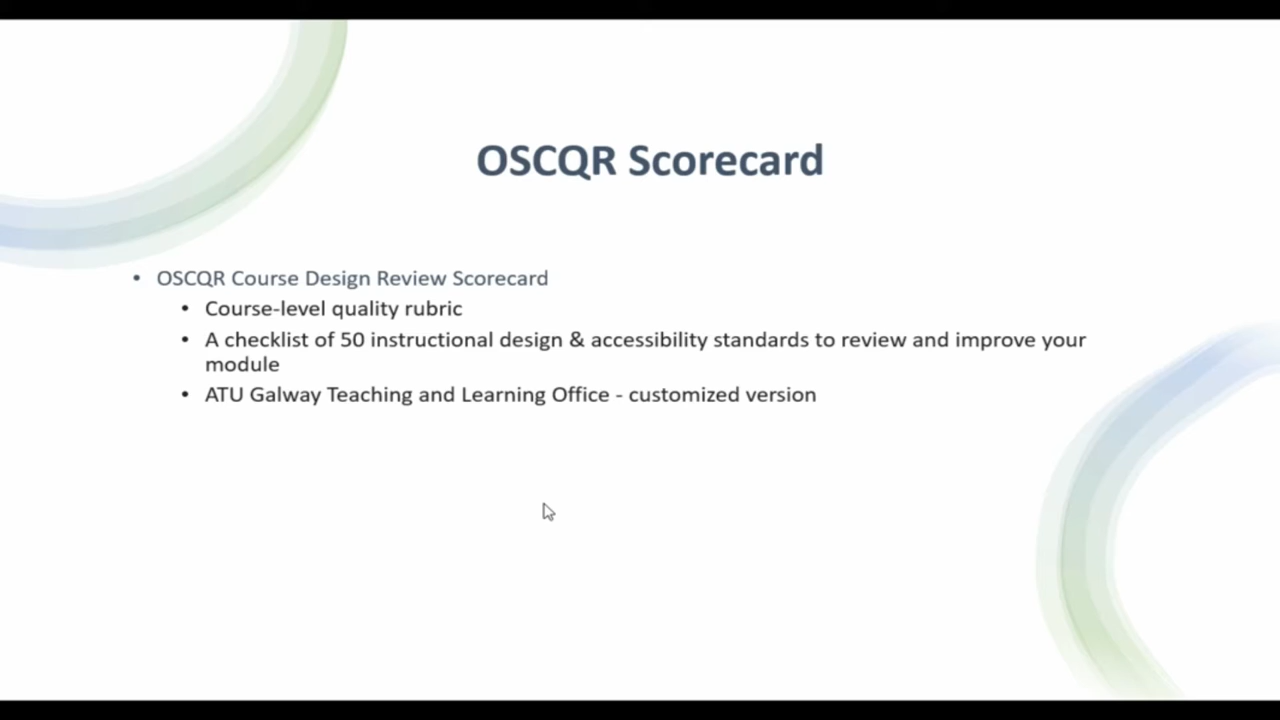 OSCQR Scorecard
• OSCQR Course Design Review Scorecard
• Course-level quality rubric
• A checklist of 50 instructional design & accessibility standards to review and improve your
module
• ATU Galway Teaching and Learning Office - customized version